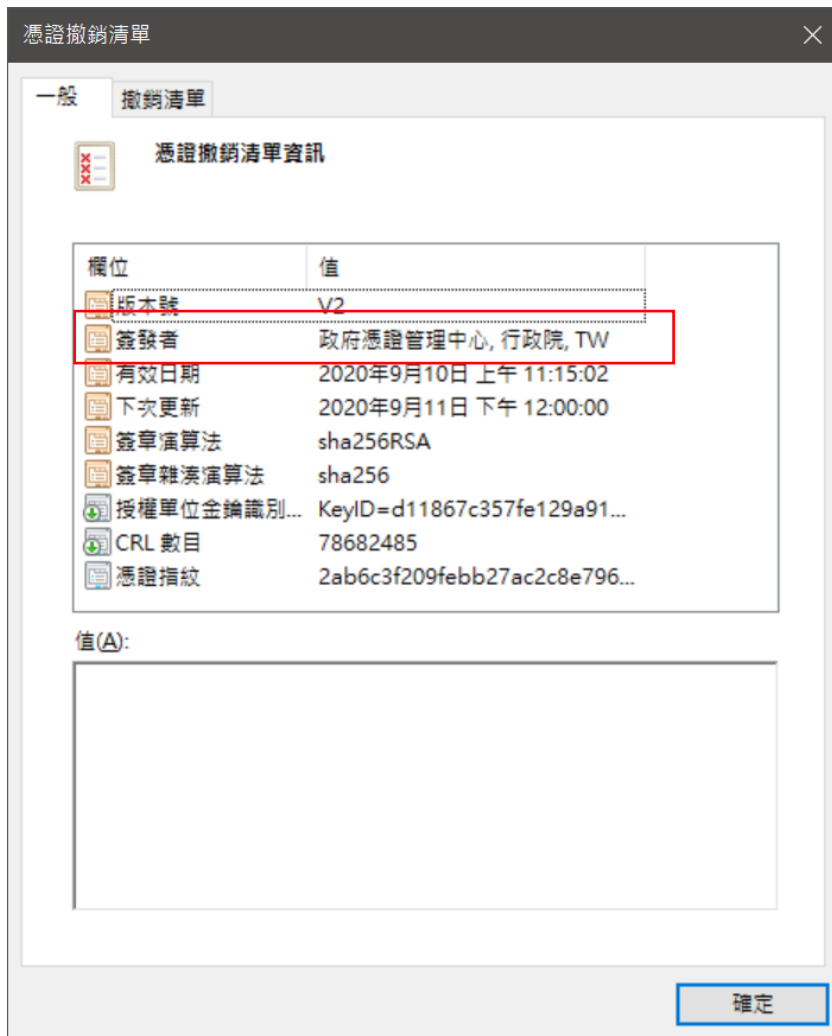 憑證撤銷清單
一般 撤銷清單
憑證撤銷清單資訊
欄位 值
版本號 V2
簽發者 政府憑證管理中心, 行政院, TW
有效日期 2020年9月10日 上午 11:15:02
下次更新 2020年9月11日 下午 12:00:00
簽章演算法 sha256RSA
簽章雜湊演算法 sha256
授權單位金鑰識別... KeyID=d11867c357fe129a91...
CRL 數目 78682485
憑證指紋 2ab6c3f209febb27ac2c8e796...
值(A):
確定